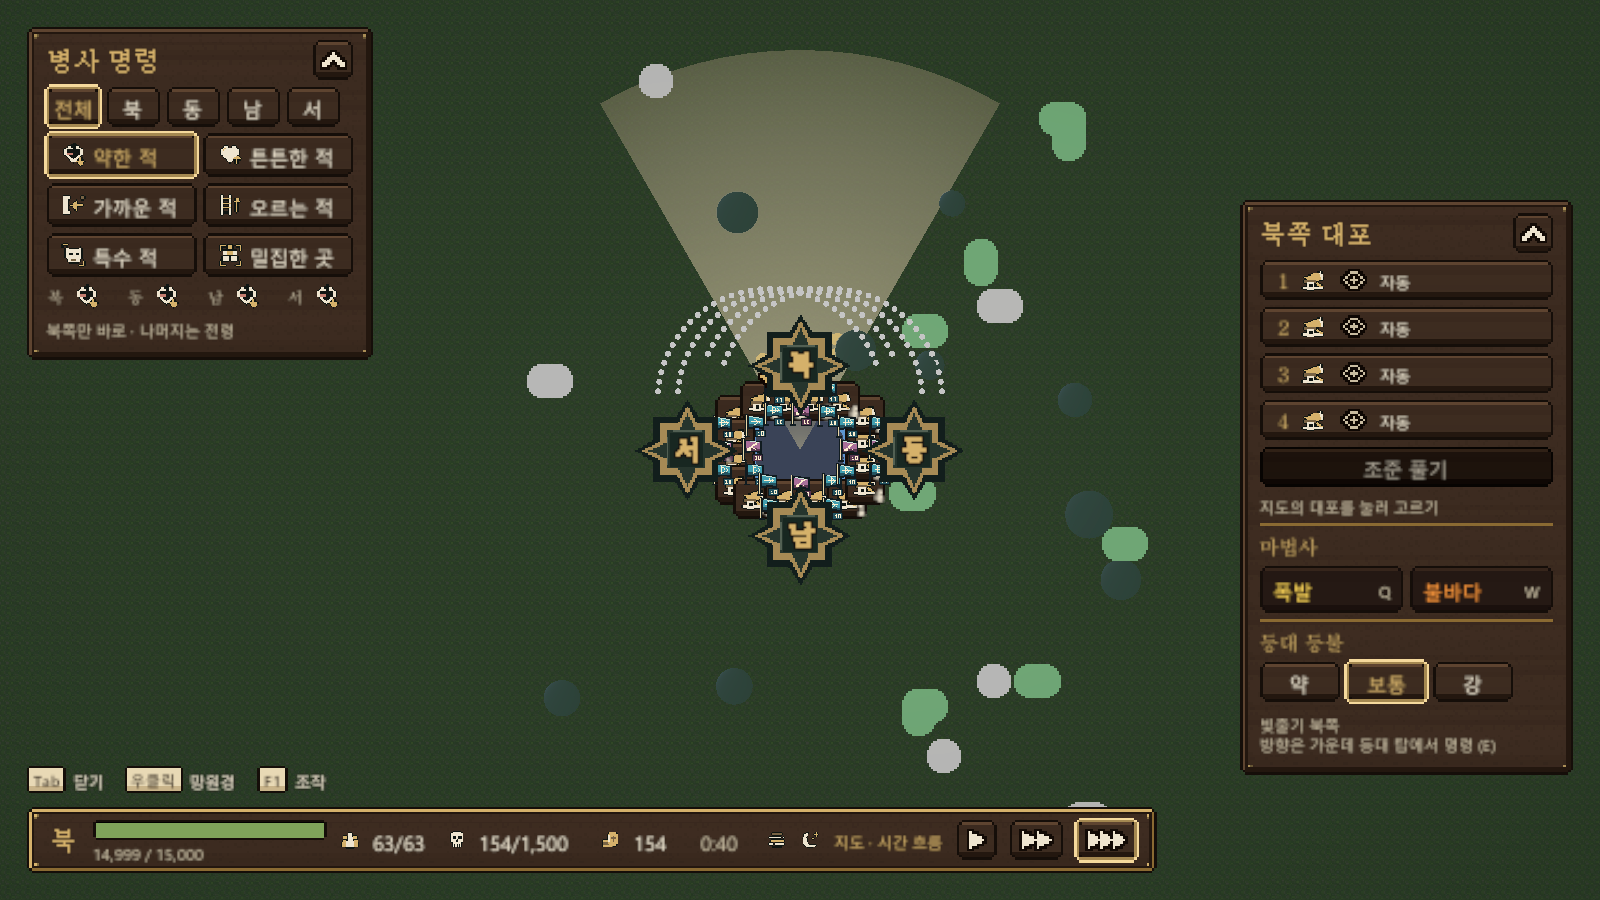 병사 명령
전체 북 동 남 서
약한 적 튼튼한 적
가까운 적 오르는 적
특수 적 밀집한 곳
북 동 남 서
북쪽만 바로 · 나머지는 전령
북
서 동
남
북쪽 대포
1 자동
2 자동
3 자동
4 자동
조준 풀기
지도의 대포를 눌러 고르기
마법사
폭발 Q 불바다 W
등대 등불
약 보통 강
빛줄기 북쪽
방향은 가운데 등대 탑에서 명령 (E)
Tab 닫기 우클릭 망원경 F1 조작
북 14,999 / 15,000 63/63 154/1,500 154 0:40 지도 · 시간 흐름